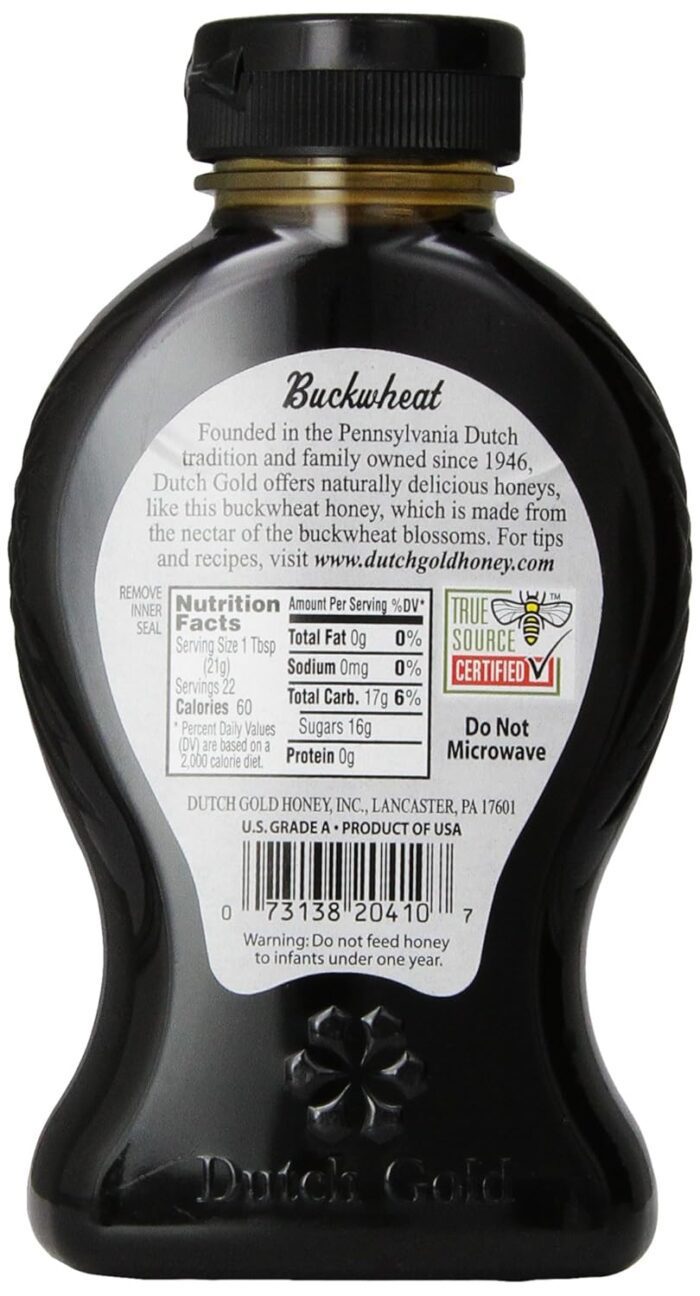 Buckwheat
Founded in the Pennsylvania Dutch
tradition and family owned since 1946,
Dutch Gold offers naturally delicious honeys,
like this buckwheat honey, which is made from
the nectar of the buckwheat blossoms. For tips
and recipes, visit www.dutchgoldhoney.com
REMOVE
INNER
SEAL
Nutrition
Facts
Serving Size 1 Tbsp
(21g)
Servings 22
Calories 60
* Percent Daily Values
(DV) are based on a
2,000 calorie diet.
Amount Per Serving %DV*
Total Fat 0g 0%
Sodium 0mg 0%
Total Carb. 17g 6%
Sugars 16g
Protein 0g
TRUE
SOURCE
CERTIFIED
TM
Do Not
Microwave
DUTCH GOLD HONEY, INC., LANCASTER, PA 17601
U.S. GRADE A • PRODUCT OF USA
0 73138 20410 7
Warning: Do not feed honey
to infants under one year.
Dutch Gold